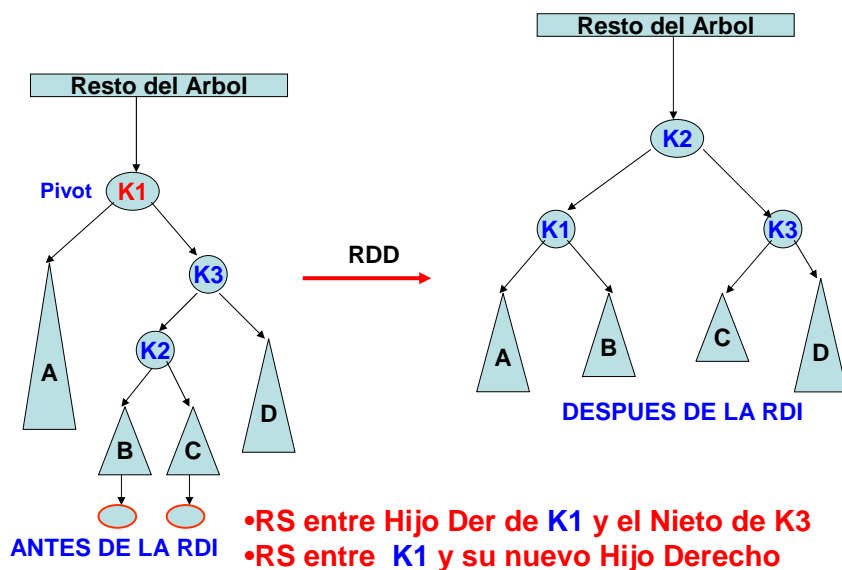 Resto del Arbol
Pivot
K1
K3
K2
A
D
B
C
ANTES DE LA RDI
RDD
Resto del Arbol
K2
K1
K3
A
B
C
D
DESPUES DE LA RDI
•RS entre Hijo Der de K1 y el Nieto de K3
•RS entre K1 y su nuevo Hijo Derecho